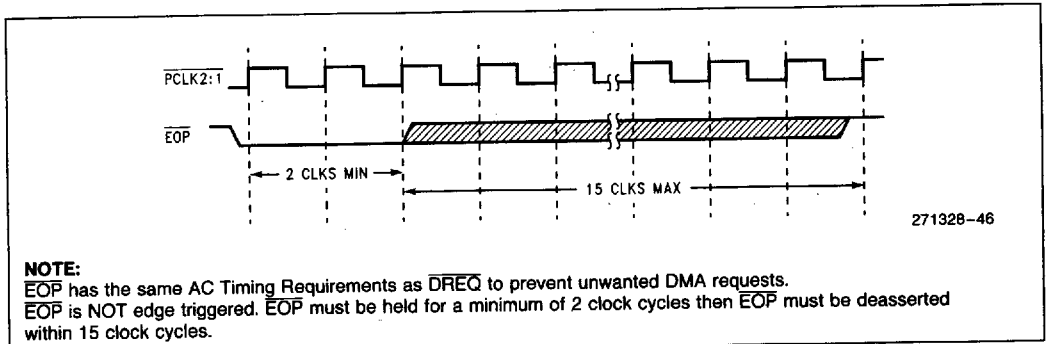 PCLK2:1
EOP
2 CLKS MIN
15 CLKS MAX
271328-46
NOTE:
EOP has the same AC Timing Requirements as DREQ to prevent unwanted DMA requests.
EOP is NOT edge triggered. EOP must be held for a minimum of 2 clock cycles then EOP must be deasserted
within 15 clock cycles.